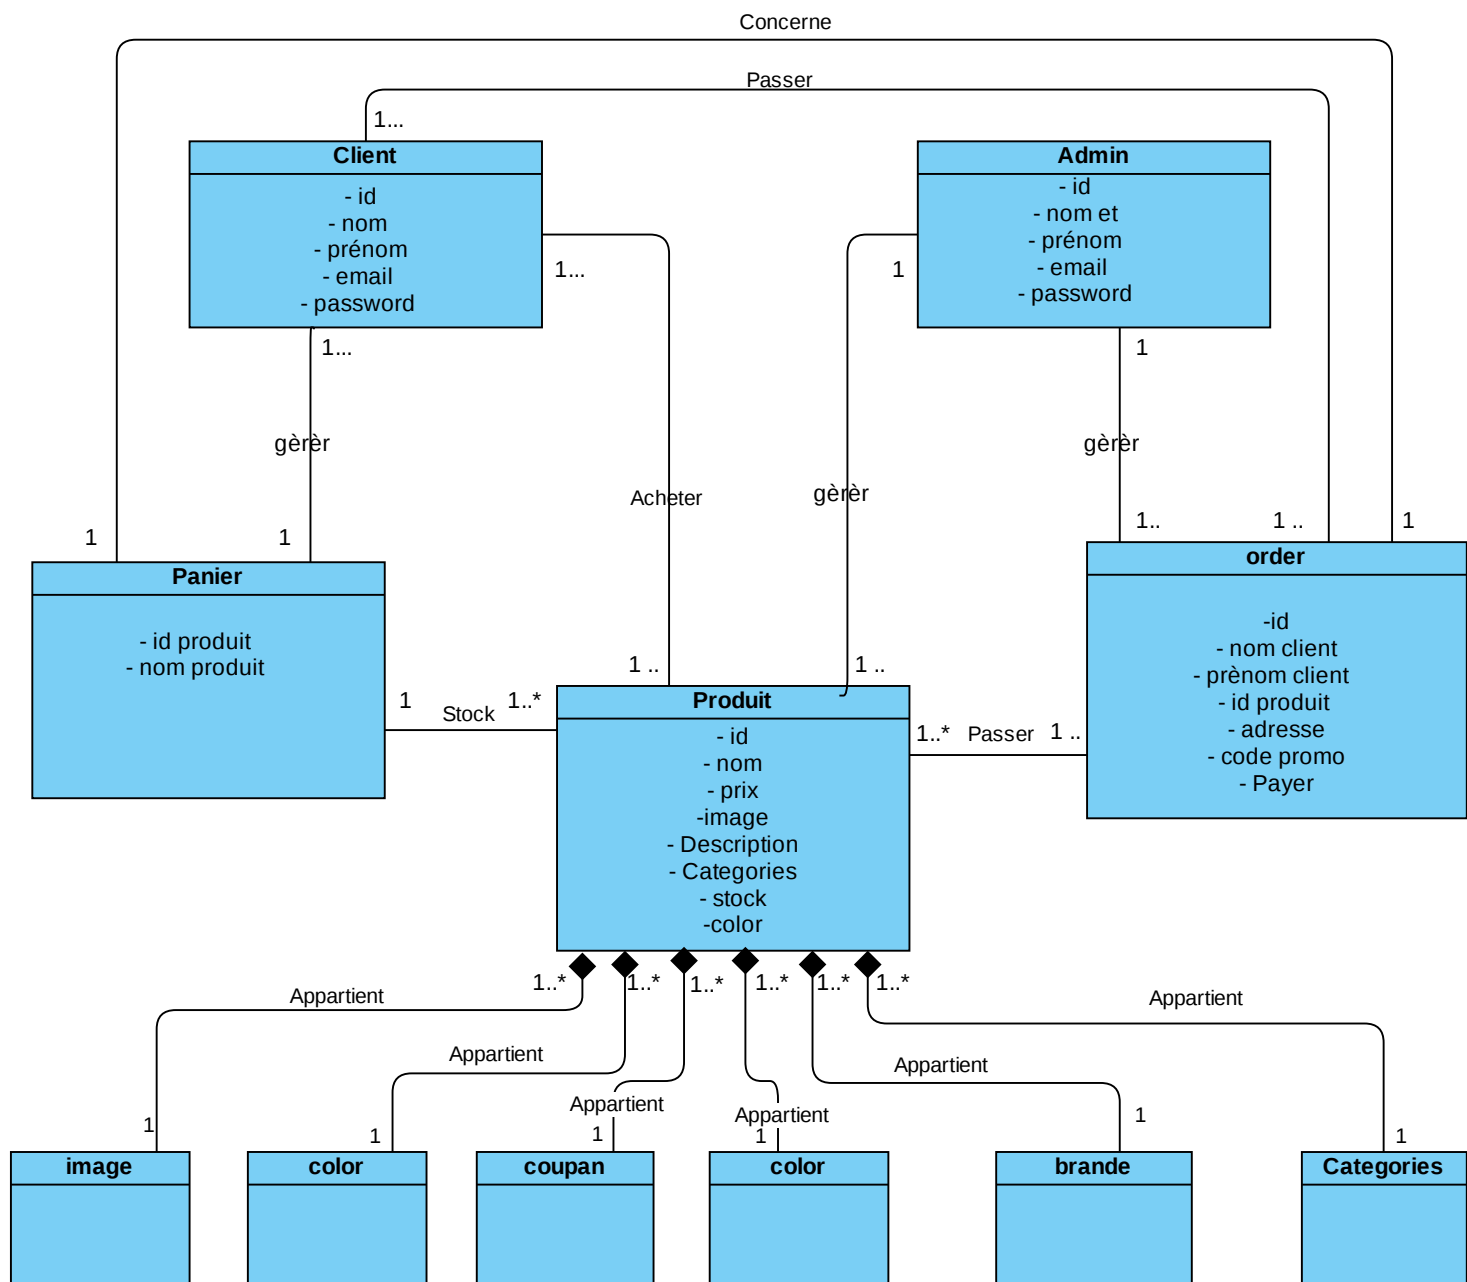 Concerne
Passer
1...
Client
- id
- nom
- prénom
- email
- password
Admin
- id
- nom et
- prénom
- email
- password
1...
1
1...
1
gèrèr
gèrèr
Acheter
gèrèr
1
1
1..
1 ..
1
Panier
- id produit
- nom produit
order
-id
- nom client
- prènom client
- id produit
- adresse
- code promo
- Payer
1 ..
1 ..
1
Stock
1..*
Produit
- id
- nom
- prix
-image
- Description
- Categories
- stock
-color
1..*
Passer
1 ..
1..*
1..*
1..*
1..*
1..*
1..*
Appartient
Appartient
Appartient
Appartient
Appartient
Appartient
1
1
1
1
1
1
image
color
coupan
color
brande
Categories